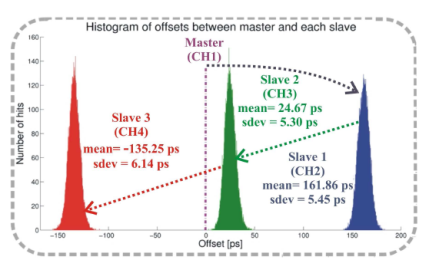 Histogram of offsets between master and each slave
Master
(CH1)
Slave 2
(CH3)
mean= 24.67 ps
sdev = 5.30 ps
Slave 3
(CH4)
mean= -135.25 ps
sdev = 6.14 ps
Slave 1
(CH2)
mean= 161.86 ps
sdev = 5.45 ps
Number of hits
160
140
120
100
80
60
40
20
0
-150
-100
-50
0
50
100
150
200
Offset [ps]